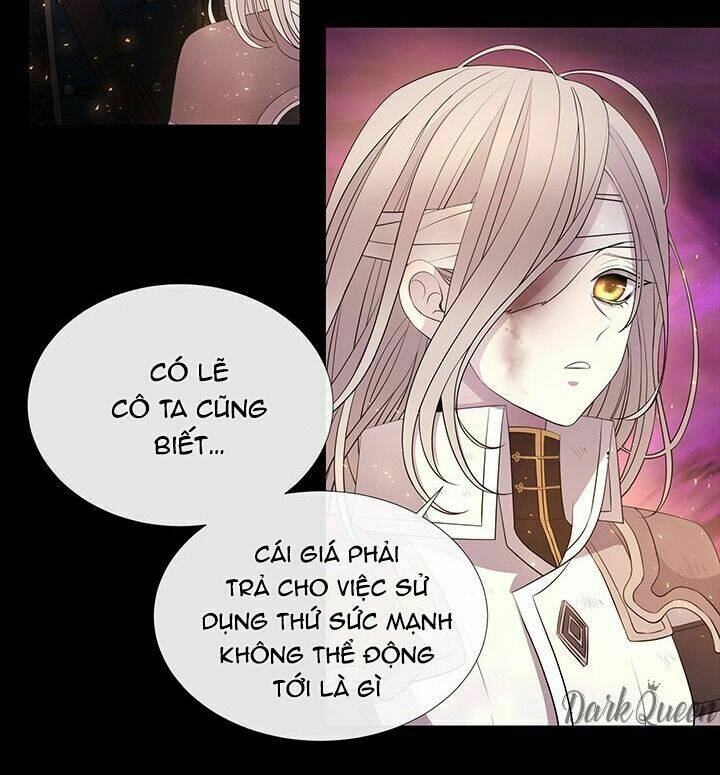 CÓ LẼ
CÔ TA CŨNG
BIẾT...
CÁI GIÁ PHẢI
TRẢ CHO VIỆC SỬ
DỤNG THỨ SỨC MẠNH
KHÔNG THỂ ĐỘNG
TỚI LÀ GÌ
DarkQueen